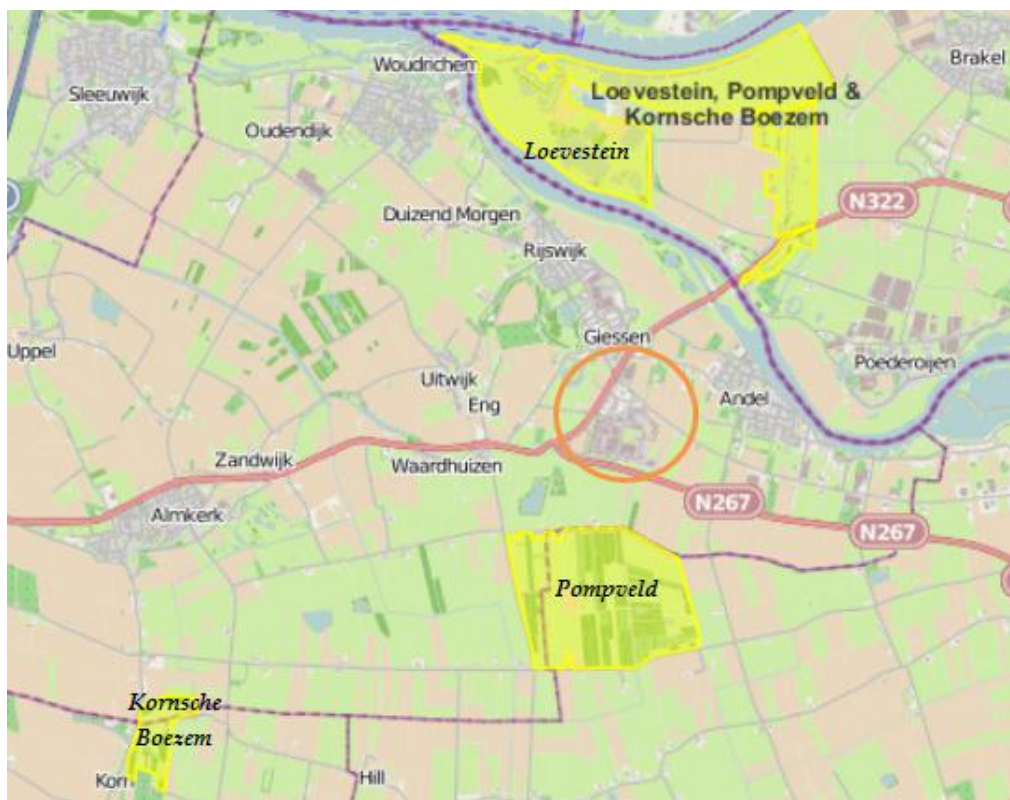 Woudrichem
Brakel
Sleeuwijk
Loevestein, Pompveld &
Kornsche Boezem
Oudendijk
Loevestein
N322
Duizend Morgen
Rijswijk
Giessen
Uppel
Poederoijen
Uitwijk
Andel
Eng
Zandwijk
Waardhuizen
N267
Almkerk
N267
Pompveld
Kornsche
Boezem
Korn
Hill